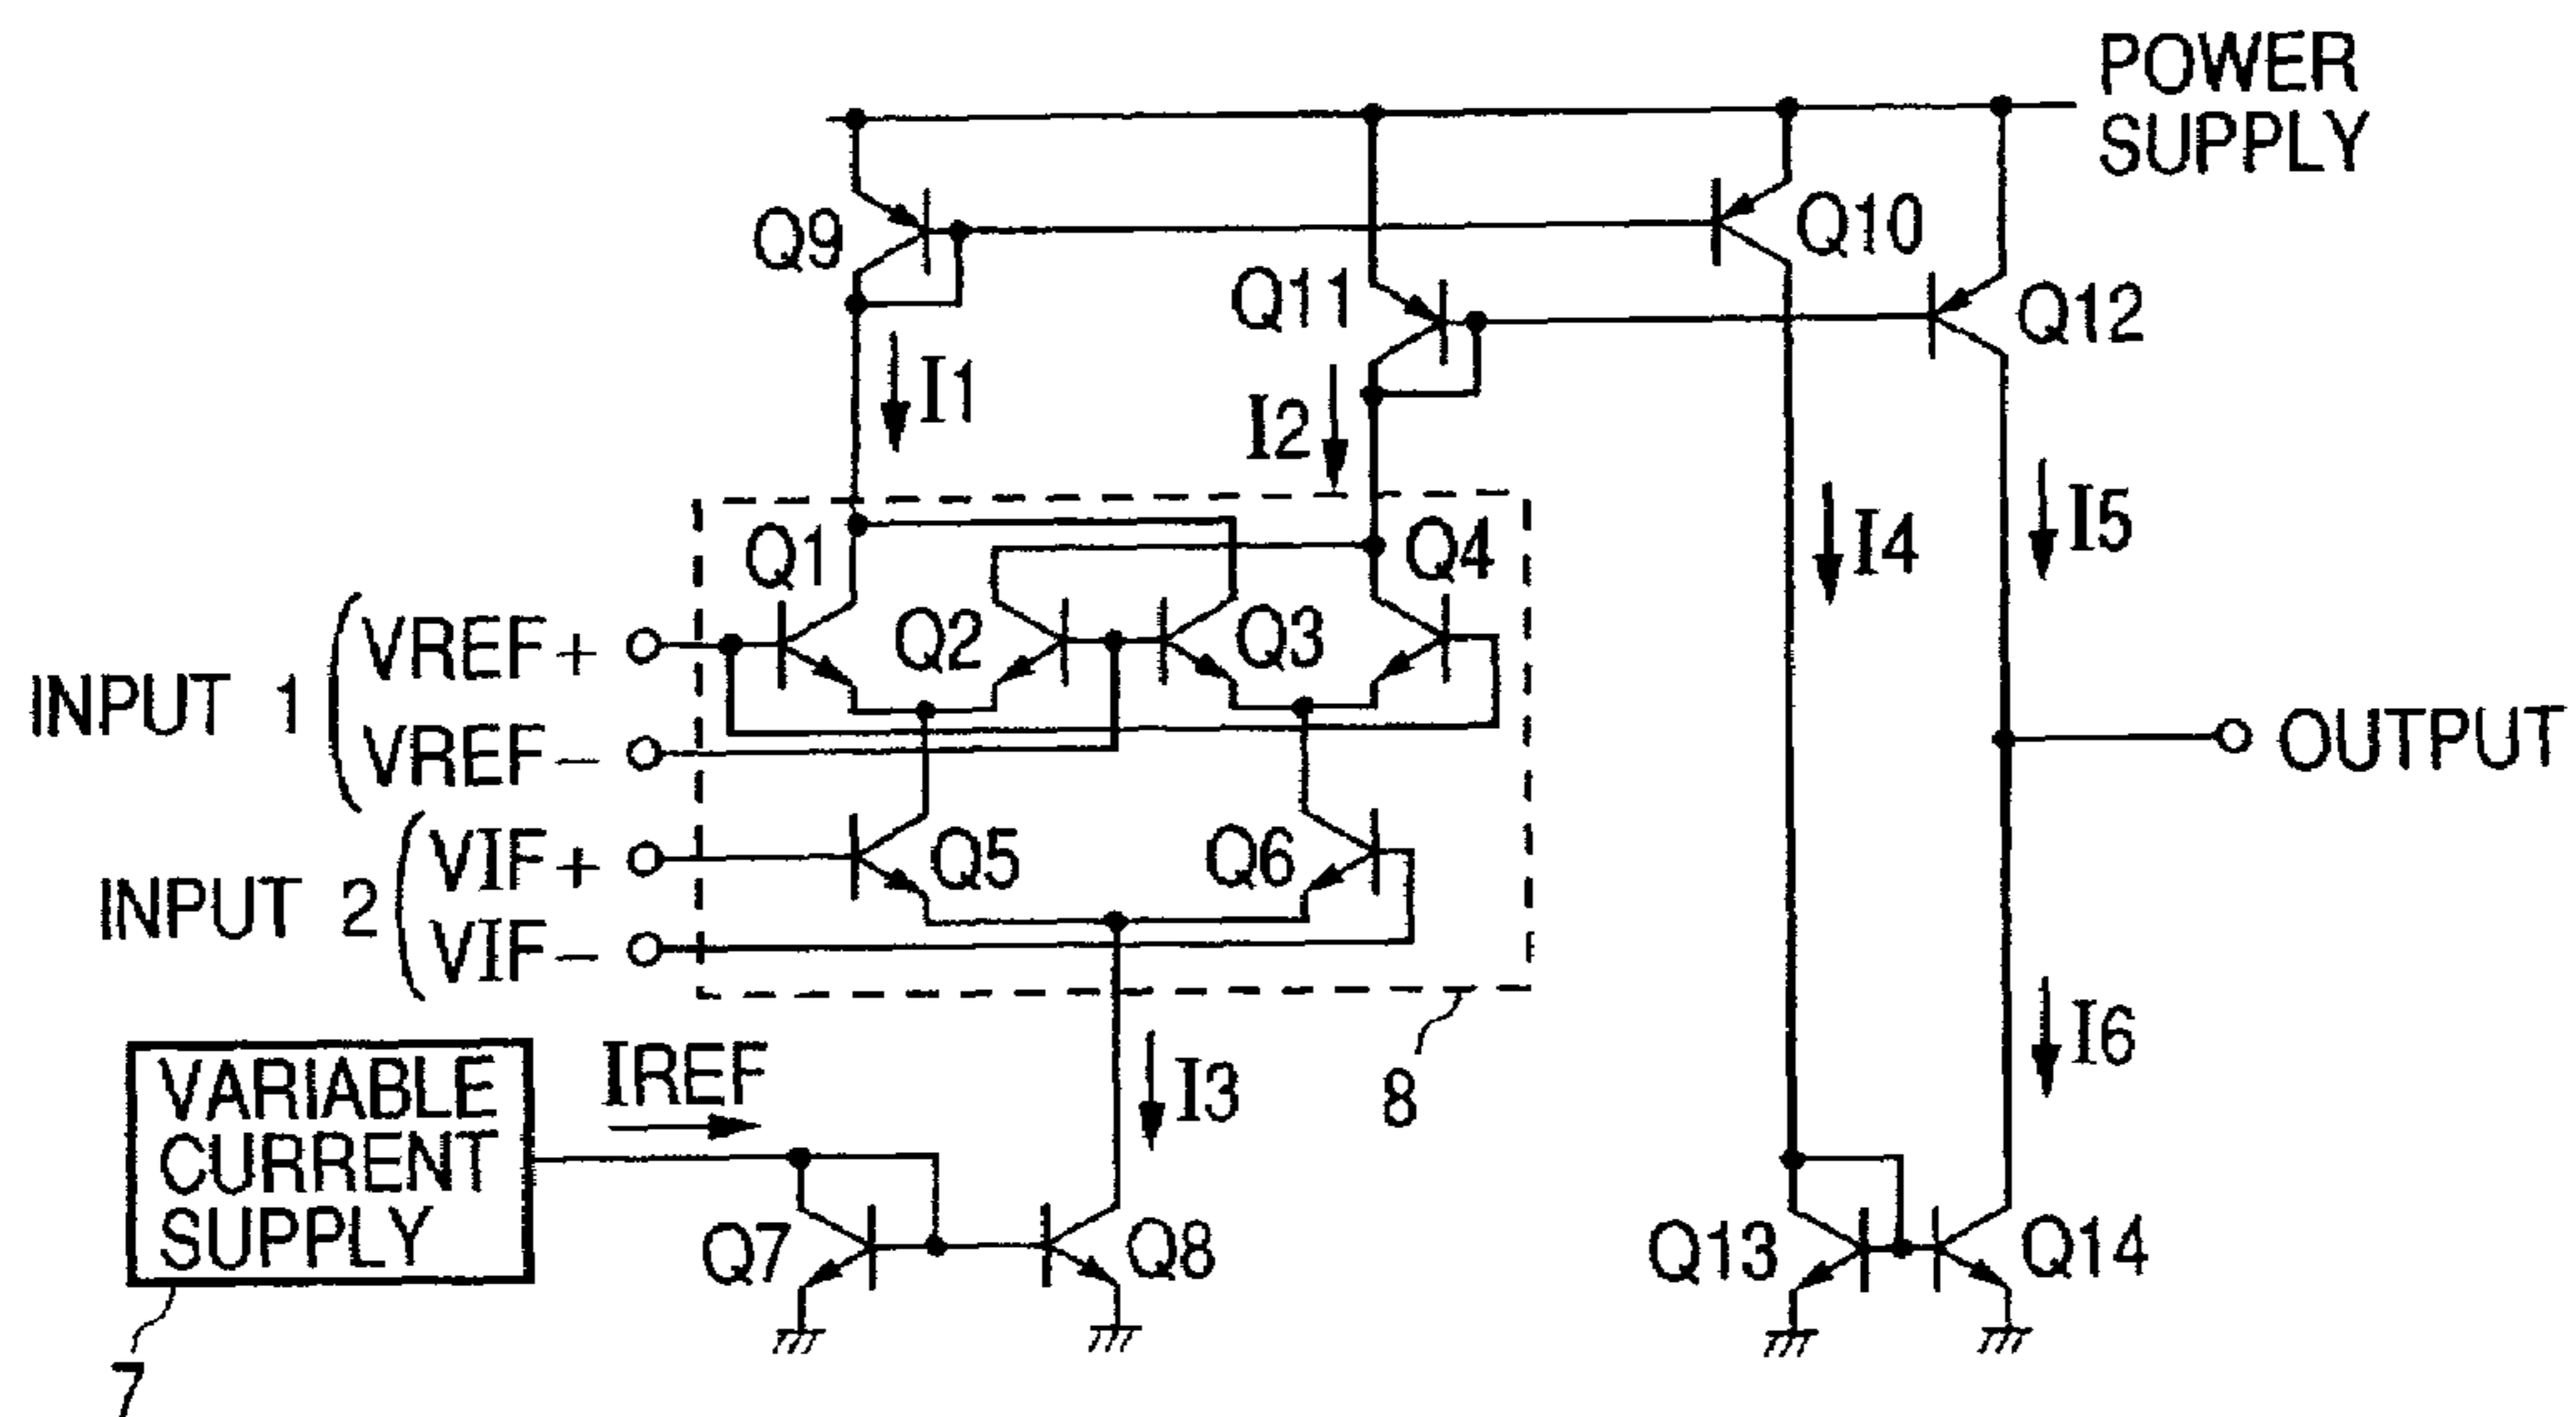 POWER
SUPPLY
Q9
Q10
Q11
Q12
I1
I2
I4
I5
Q1
Q2
Q3
Q4
INPUT 1
VREF+
VREF-
INPUT 2
VIF+
VIF-
Q5
Q6
OUTPUT
I6
8
VARIABLE
CURRENT
SUPPLY
IREF
I3
Q7
Q8
Q13
Q14
7